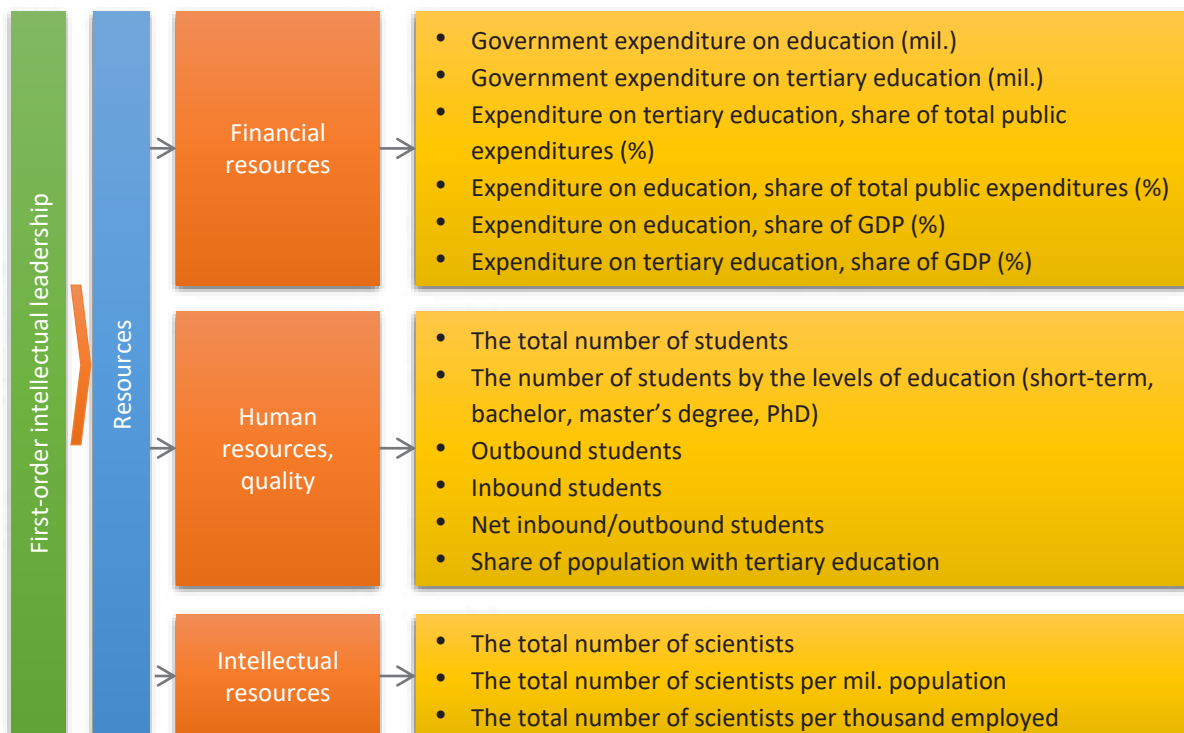 First-order intellectual leadership
Resources
Financial
resources
• Government expenditure on education (mil.)
• Government expenditure on tertiary education (mil.)
• Expenditure on tertiary education, share of total public
expenditures (%)
• Expenditure on education, share of total public expenditures (%)
• Expenditure on education, share of GDP (%)
• Expenditure on tertiary education, share of GDP (%)
Human
resources,
quality
• The total number of students
• The number of students by the levels of education (short-term,
bachelor, master’s degree, PhD)
• Outbound students
• Inbound students
• Net inbound/outbound students
• Share of population with tertiary education
Intellectual
resources
• The total number of scientists
• The total number of scientists per mil. population
• The total number of scientists per thousand employed